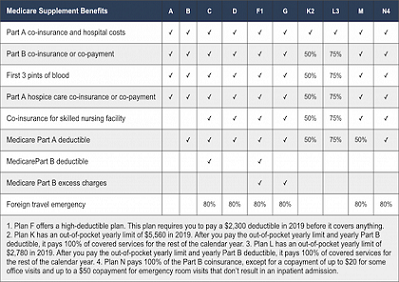 Medicare Supplement Benefits A B C D F1 G K2 L3 M N4
Part A co-insurance and hospital costs ✓ ✓ ✓ ✓ ✓ ✓ ✓ ✓ ✓ ✓
Part B co-insurance or co-payment ✓ ✓ ✓ ✓ ✓ ✓ 50% 75% ✓ ✓
First 3 pints of blood ✓ ✓ ✓ ✓ ✓ ✓ 50% 75% ✓ ✓
Part A hospice care co-insurance or co-payment ✓ ✓ ✓ ✓ ✓ ✓ 50% 75% ✓ ✓
Co-insurance for skilled nursing facility ✓ ✓ ✓ ✓ 50% 75% ✓ ✓
Medicare Part A deductible ✓ ✓ ✓ ✓ ✓ 50% 75% 50% ✓
MedicarePart B deductible ✓ ✓
Medicare Part B excess charges ✓ ✓
Foreign travel emergency 80% 80% 80% 80% 80% 80%
1. Plan F offers a high-deductible plan. This plan requires you to pay a $2,300 deductible in 2019 before it covers anything.
2. Plan K has an out-of-pocket yearly limit of $5,560 in 2019. After you pay the out-of-pocket yearly limit and yearly Part B
deductible, it pays 100% of covered services for the rest of the calendar year. 3. Plan L has an out-of-pocket yearly limit of
$2,780 in 2019. After you pay the out-of-pocket yearly limit and yearly Part B deductible, it pays 100% of covered services for
the rest of the calendar year. 4. Plan N pays 100% of the Part B coinsurance, except for a copayment of up to $20 for some
office visits and up to a $50 copayment for emergency room visits that don't result in an inpatient admission.